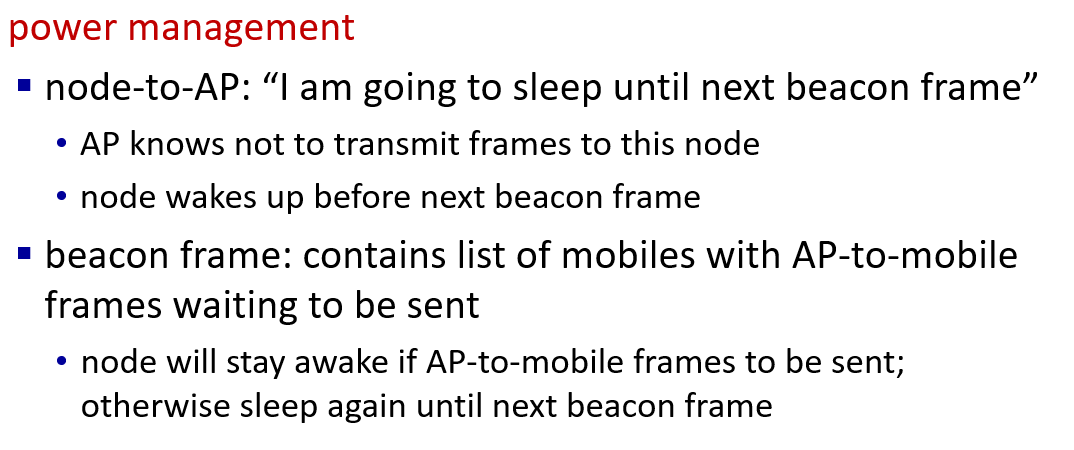 power management
▪ node-to-AP: “I am going to sleep until next beacon frame”
• AP knows not to transmit frames to this node
• node wakes up before next beacon frame
▪ beacon frame: contains list of mobiles with AP-to-mobile
frames waiting to be sent
• node will stay awake if AP-to-mobile frames to be sent;
otherwise sleep again until next beacon frame